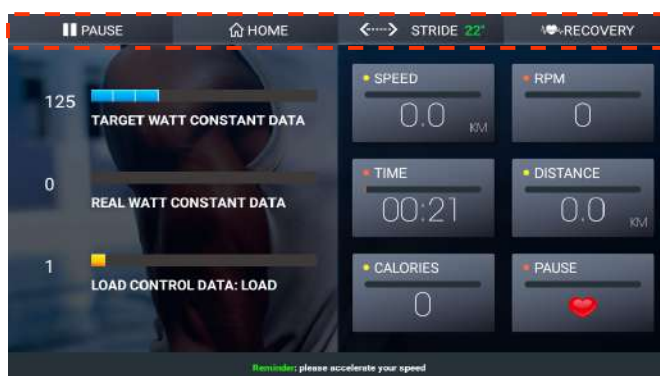 PAUSE HOME STRIDE 22" RECOVERY
125
TARGET WATT CONSTANT DATA
0
REAL WATT CONSTANT DATA
1
LOAD CONTROL DATA: LOAD
SPEED
0.0 KM
RPM
0
TIME
00:21
DISTANCE
0.0 KM
CALORIES
0
PAUSE
Reminder: please accelerate your speed